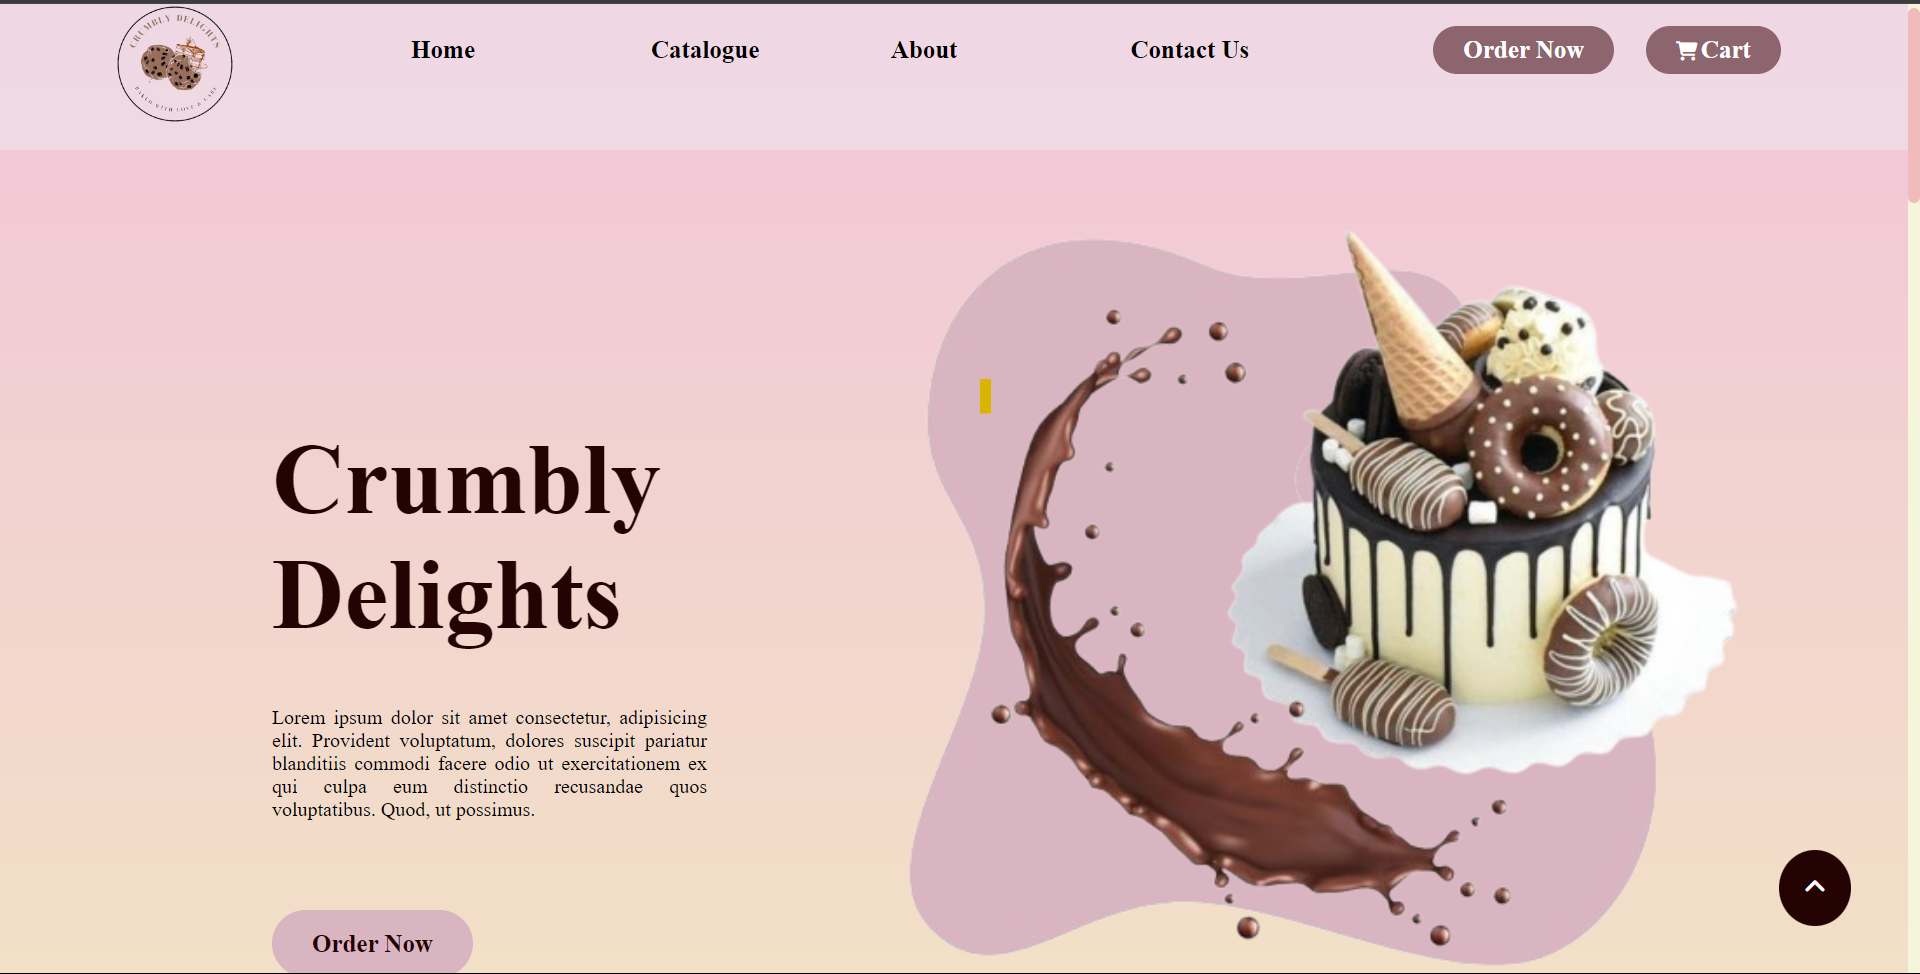 CRUMBLY DELIGHTS
BAKED WITH LOVE & CARE
Home
Catalogue
About
Contact Us
Order Now
Cart
Crumbly
Delights
Lorem ipsum dolor sit amet consectetur, adipisicing
elit. Provident voluptatum, dolores suscipit pariatur
blanditiis commodi facere odio ut exercitationem ex
qui culpa eum distinctio recusandae quos
voluptatibus. Quod, ut possimus.
Order Now